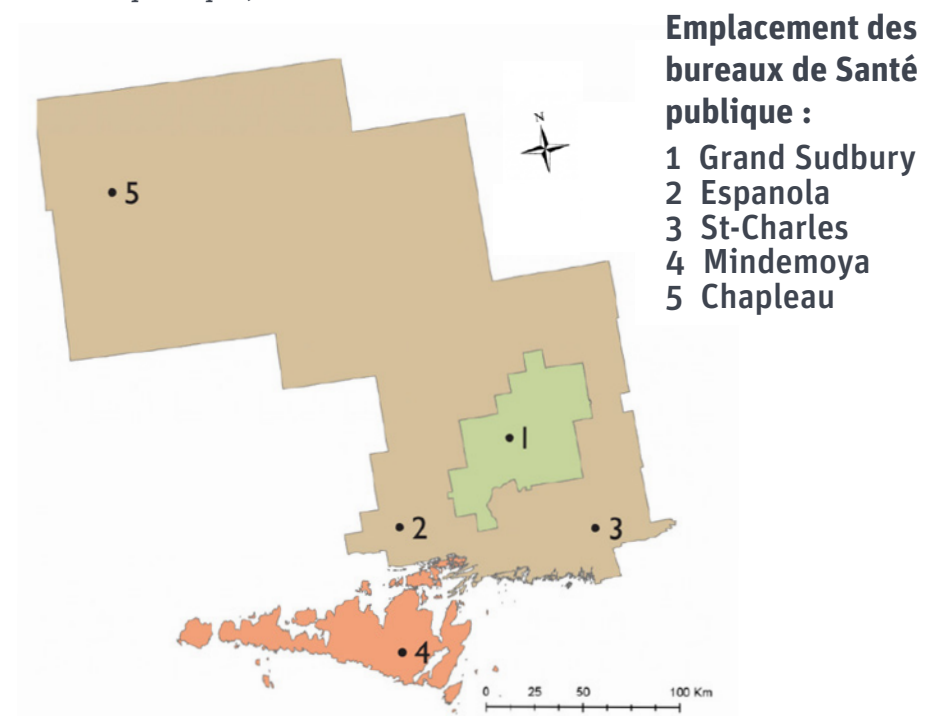 Emplacement des
bureaux de Santé
publique :
1 Grand Sudbury
2 Espanola
3 St-Charles
4 Mindemoya
5 Chapleau
N
5
1
2
3
4
0 25 50 100 Km